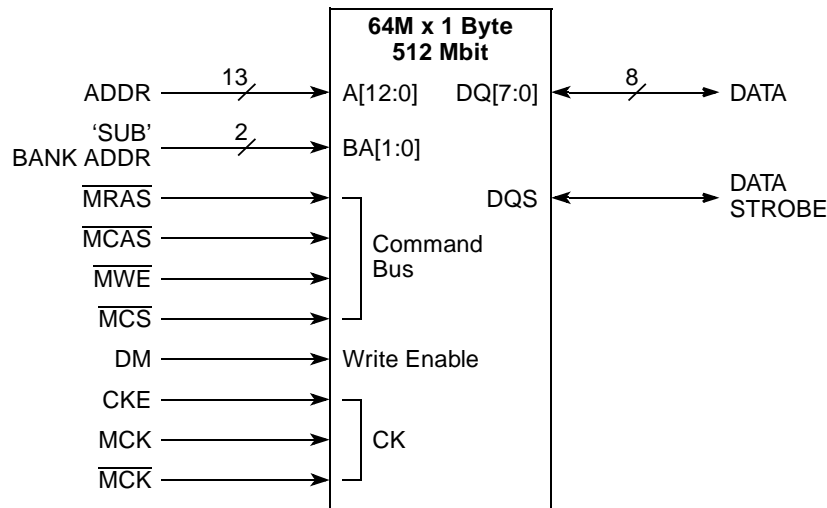 64M x 1 Byte
512 Mbit
ADDR 13 A[12:0] DQ[7:0] 8 DATA
'SUB'
BANK ADDR 2 BA[1:0]
MRAS DQS DATA
STROBE
MCAS Command
Bus
MWE
MCS
DM Write Enable
CKE
MCK CK
MCK